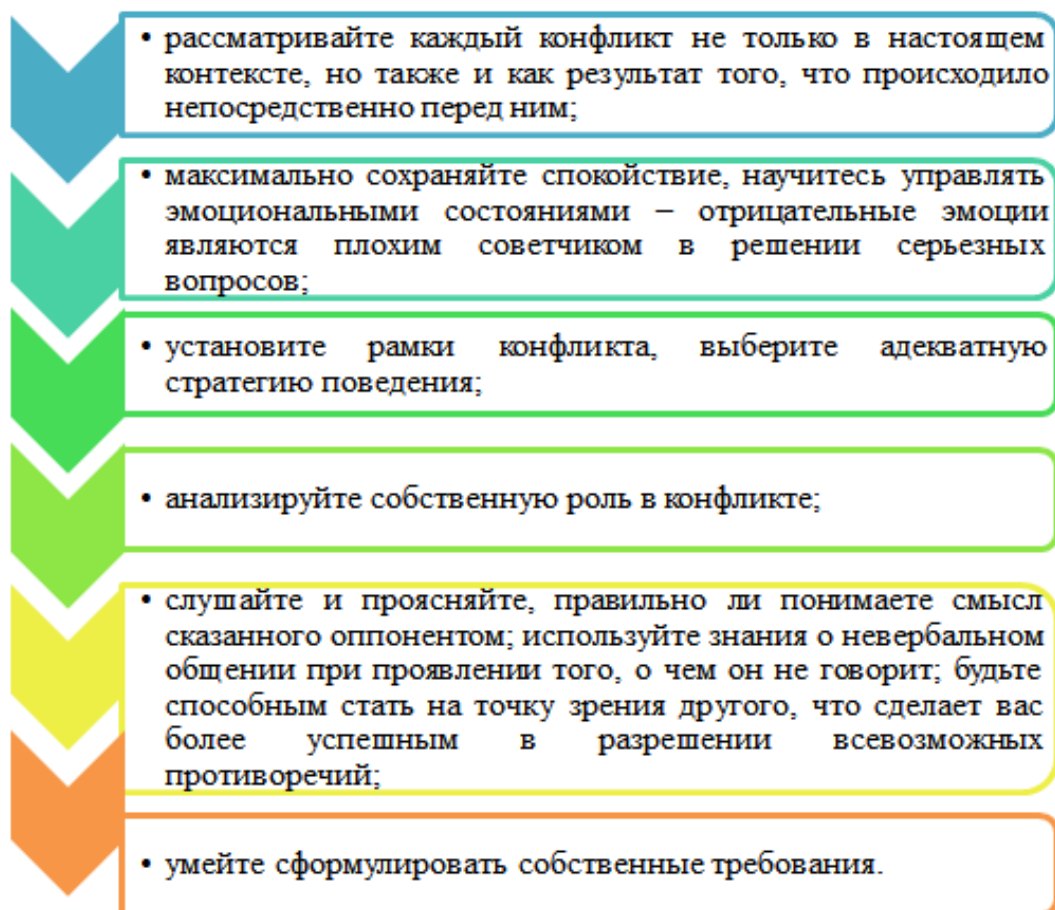 • рассматривайте каждый конфликт не только в настоящем
контексте, но также и как результат того, что происходило
непосредственно перед ним;
• максимально сохраняйте спокойствие, научитесь управлять
эмоциональными состояниями – отрицательные эмоции
являются плохим советчиком в решении серьезных
вопросов;
• установите рамки конфликта, выберите адекватную
стратегию поведения;
• анализируйте собственную роль в конфликте;
• слушайте и проясняйте, правильно ли понимаете смысл
сказанного оппонентом; используйте знания о невербальном
общении при проявлении того, о чем он не говорит; будьте
способным стать на точку зрения другого, что сделает вас
более успешным в разрешении всевозможных
противоречий;
• умейте сформулировать собственные требования.